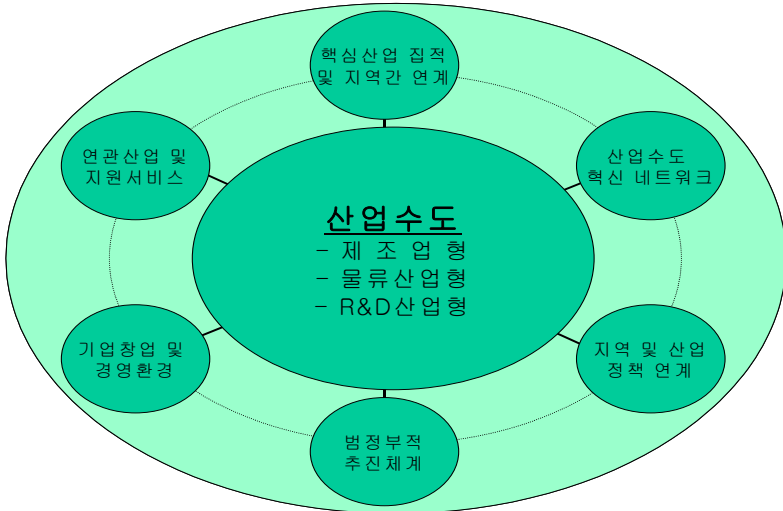 핵심산업 집적
및 지역간 연계
연관산업 및
지원서비스
산업수도
혁신 네트워크
산업수도
- 제 조 업 형
- 물류산업형
- R&D산업형
기업창업 및
경영환경
지역 및 산업
정책 연계
범정부적
추진체계